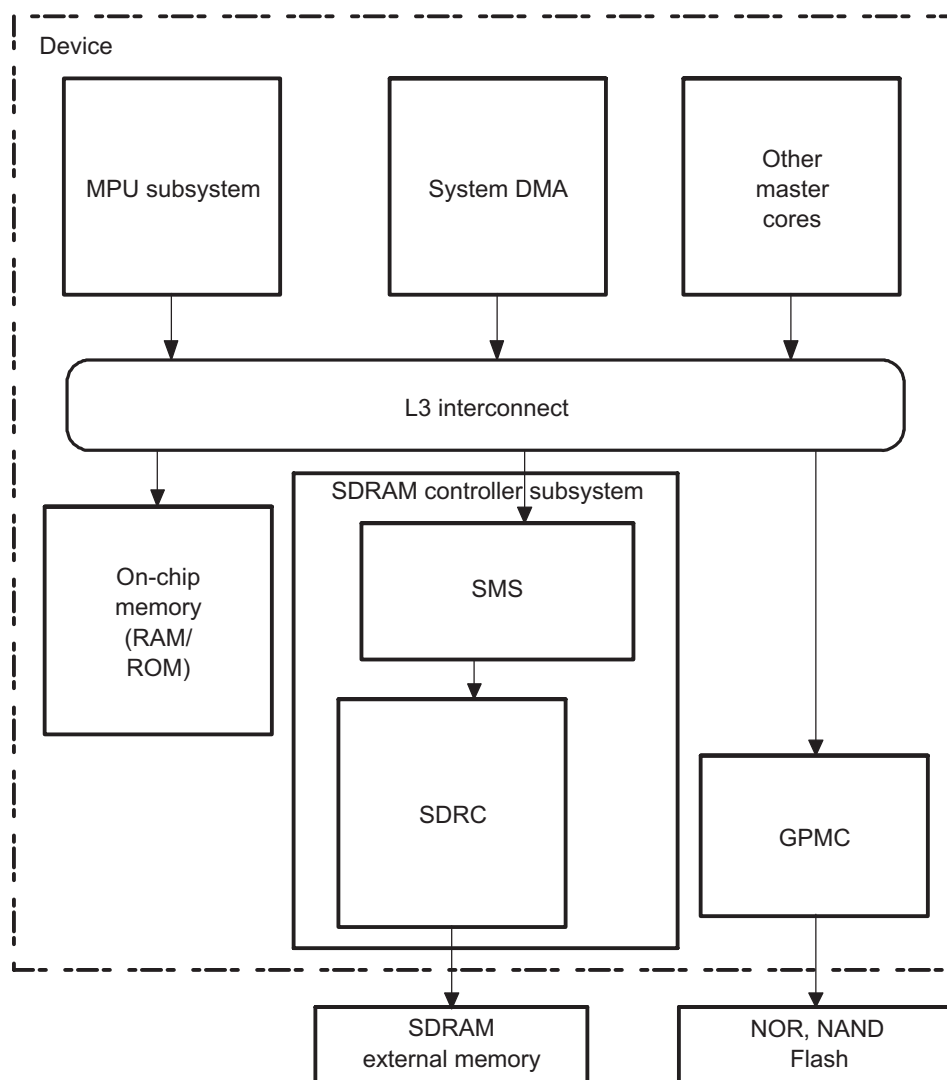 Device
MPU subsystem
System DMA
Other
master
cores
L3 interconnect
SDRAM controller subsystem
On-chip
memory
(RAM/
ROM)
SMS
SDRC
GPMC
SDRAM
external memory
NOR, NAND
Flash